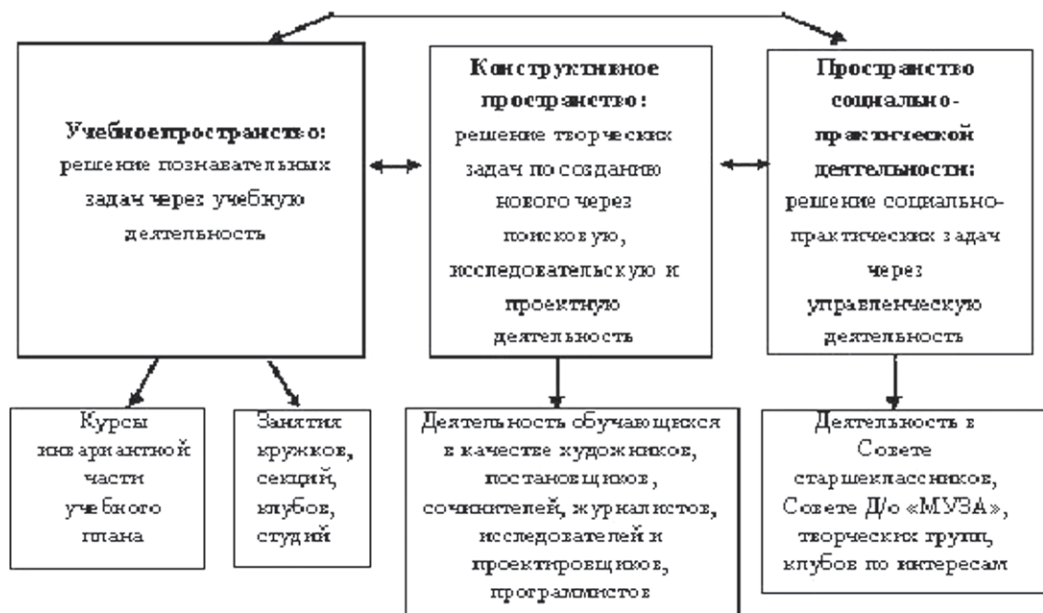 Учебноепространство:
решение познавательных
задач через учебную
деятельность
Конструктивное
пространство:
решение творческих
задач по созданию
нового через
поисковую,
исследовательскую и
проектную
деятельность
Пространство
социально-
практической
деятельности:
решение социально-
практических задач
через
управленческую
деятельность
Курсы
инвариантной
части
учебного
плана
Занятия
кружков,
секций,
клубов,
студий
Деятельность обучающихся
в качестве художников,
постановщиков,
сочинителей, журналистов,
исследователей и
проектировщиков,
программистов
Деятельность в
Совете
старшеклассников,
Совете Д/о «МУЗА»,
творческих групп,
клубов по интересам